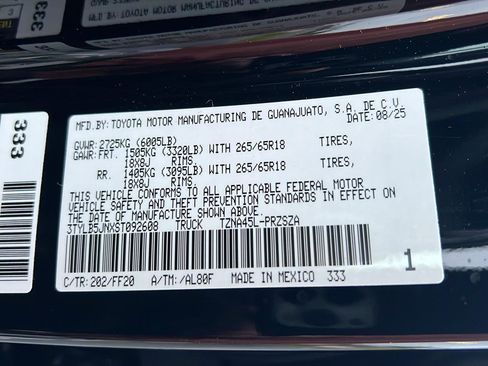 333
MFD.BY: TOYOTA MOTOR MANUFACTURING DE GUANAJUATO, S.A. DE C.V.
DATE: 08/25
GVWR: 2725KG (6005LB)
GAWR: FRT. 1505KG (3320LB) WITH 265/65R18 TIRES,
18X8J RIMS,
RR. 1405KG (3095LB) WITH 265/65R18 TIRES,
18X8J RIMS,
THIS VEHICLE CONFORMS TO ALL APPLICABLE FEDERAL MOTOR
VEHICLE SAFETY AND THEFT PREVENTION STANDARDS IN EFFECT ON
THE DATE OF MANUFACTURE SHOWN ABOVE.
3TYLB5JNXST092608 TRUCK TZNA45L-PRZSZA
C/TR: 202/FF20 A/TM: /AL80F MADE IN MEXICO 333
1
333